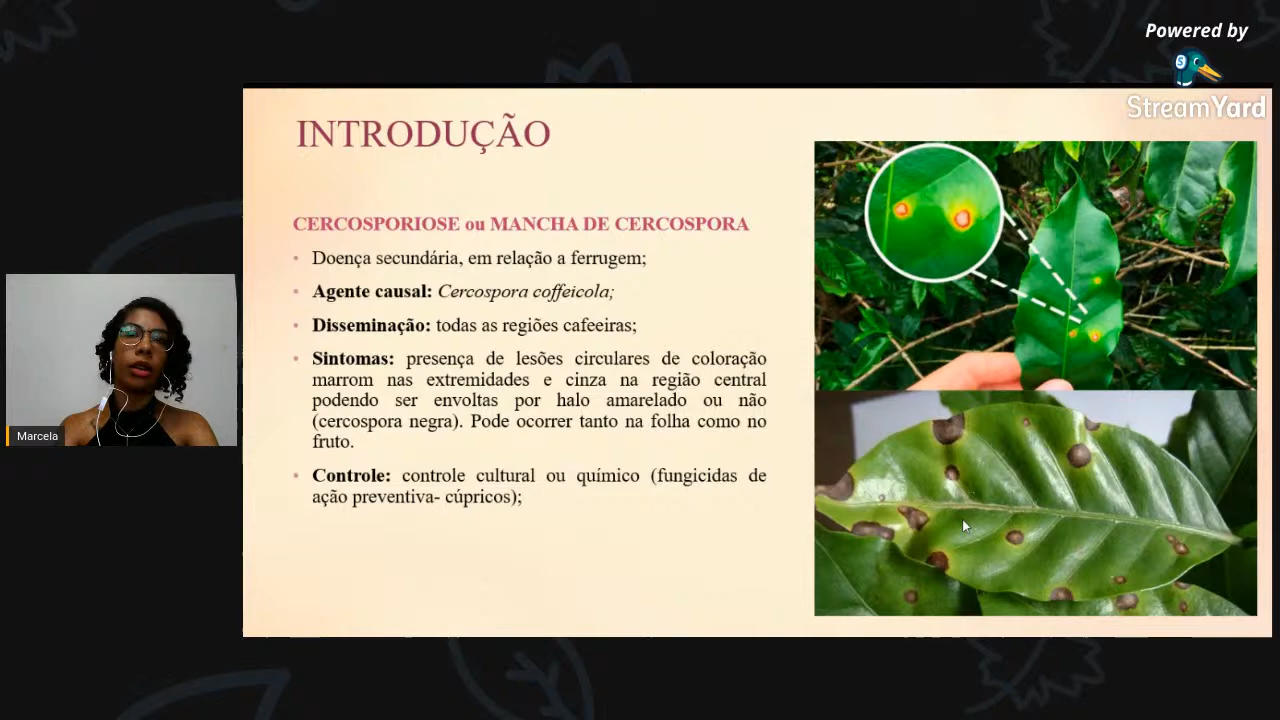 Powered by
StreamYard
INTRODUÇÃO
CERCOSPORIOSE ou MANCHA DE CERCOSPORA
• Doença secundária, em relação a ferrugem;
• Agente causal: Cercospora coffeicola;
• Disseminação: todas as regiões cafeeiras;
• Sintomas: presença de lesões circulares de coloração
marrom nas extremidades e cinza na região central
podendo ser envoltas por halo amarelado ou não
(cercospora negra). Pode ocorrer tanto na folha como no
fruto.
• Controle: controle cultural ou químico (fungicidas de
ação preventiva- cúpricos);
Marcela